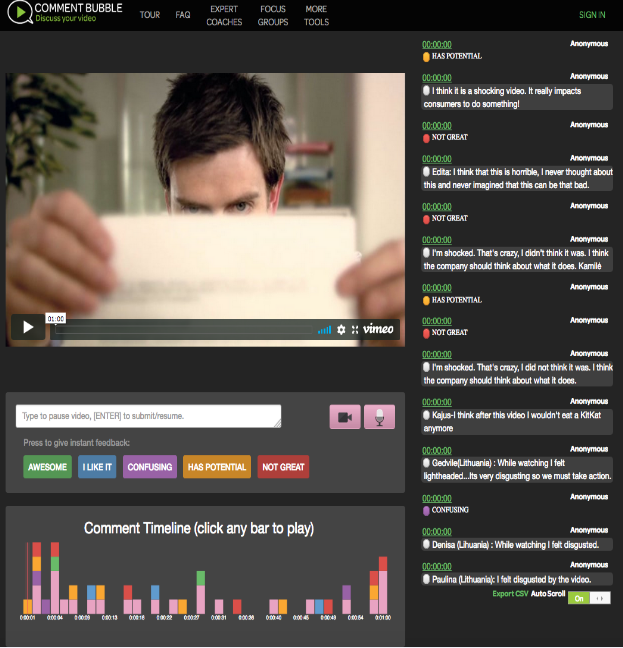 COMMENT BUBBLE
Discuss your video
TOUR
FAQ
EXPERT
COACHES
FOCUS
GROUPS
MORE
TOOLS
SIGN IN
01:00
vimeo
Type to pause video, [ENTER] to submit/resume.
Press to give instant feedback:
AWESOME
I LIKE IT
CONFUSING
HAS POTENTIAL
NOT GREAT
Comment Timeline (click any bar to play)
0:00:01 0:00:04 0:00:09 0:00:13 0:00:18 0:00:22 0:00:27 0:00:31 0:00:36 0:00:40 0:00:45 0:00:49 0:00:54 0:01:00
00:00:00 Anonymous
HAS POTENTIAL
00:00:00 Anonymous
I think it is a shocking video. It really impacts
consumers to do something!
00:00:00 Anonymous
NOT GREAT
00:00:00 Anonymous
Edita: I think that this is horrible, I never thought about
this and never imagined that this can be that bad.
00:00:00 Anonymous
NOT GREAT
00:00:00 Anonymous
I'm shocked. That's crazy, I didn't think it was. I think
the company should think about what it does. Kamilė
00:00:00 Anonymous
HAS POTENTIAL
00:00:00 Anonymous
NOT GREAT
00:00:00 Anonymous
I'm shocked. That's crazy, I did not think it was. I think
the company should think about what it does.
00:00:00 Anonymous
Kajus-I think after this video I wouldn't eat a KitKat
anymore
00:00:00 Anonymous
Gedvile(Lithuania) : While watching I felt
lightheaded...Its very disgusting so we must take action.
00:00:00 Anonymous
CONFUSING
00:00:00 Anonymous
Denisa (Lihuania) : While watching I felt disgusted.
00:00:00 Anonymous
Paulina (Lithuania): I felt disgusted by the video.
Export CSV Auto Scroll On